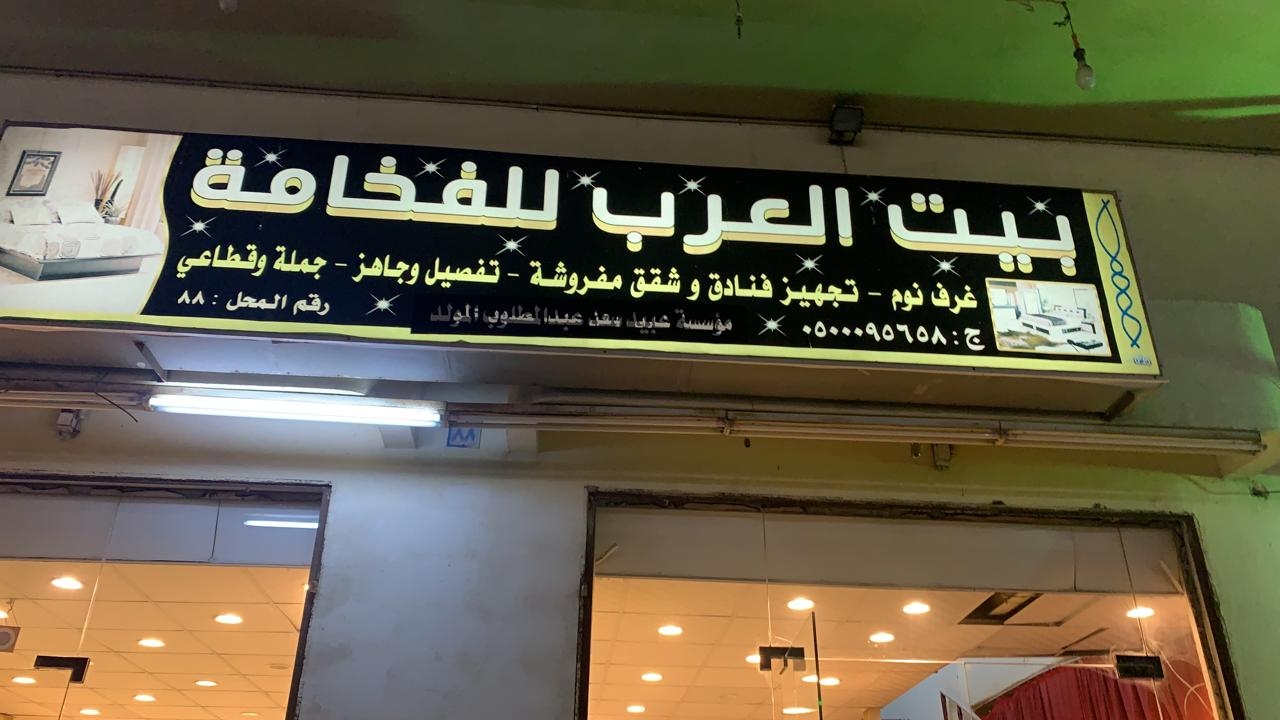 بيت العرب للفخامة
غرف نوم - تجهيز فنادق و شقق مفروشة - تفصيل وجاهز - جملة وقطاعي
ج : ٠٥٠٠٠٩٥٦٥٨
مؤسسة عبيد سعد عبدالمطلوب المولد
رقم المحل : ٨٨
٨٨